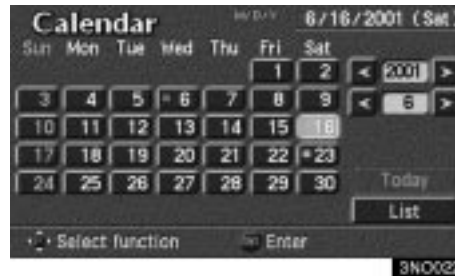 Calendar 6/16/2001 (Sat)
Sun Mon Tue Wed Thu Fri Sat
1 2 < 2001 >
3 4 5 6 7 8 9 < 6 >
10 11 12 13 14 15 16
17 18 19 20 21 22 23
24 25 26 27 28 29 30 Today
List
Select function Enter